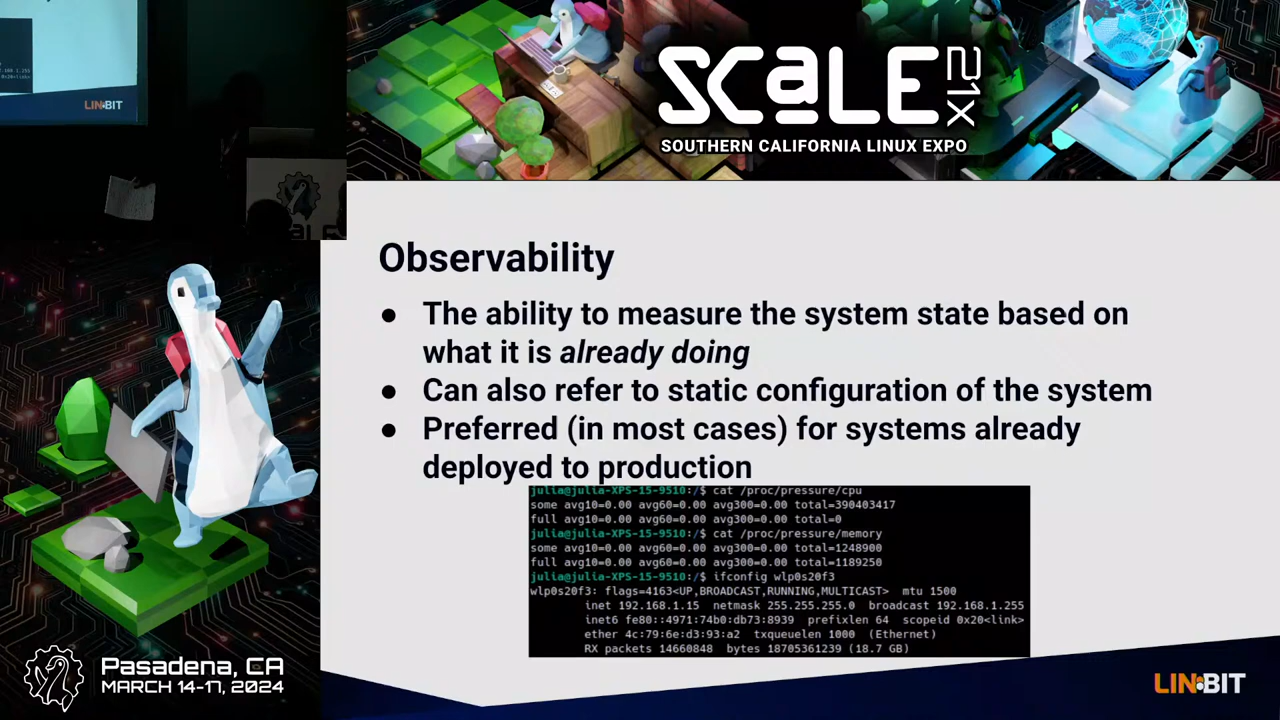 LINBIT
SCaLE 21x
SOUTHERN CALIFORNIA LINUX EXPO
Observability
● The ability to measure the system state based on
what it is already doing
● Can also refer to static configuration of the system
● Preferred (in most cases) for systems already
deployed to production
julia@julia-XPS-15-9510:/$ cat /proc/pressure/cpu
some avg10=0.00 avg60=0.00 avg300=0.00 total=390403417
full avg10=0.00 avg60=0.00 avg300=0.00 total=0
julia@julia-XPS-15-9510:/$ cat /proc/pressure/memory
some avg10=0.00 avg60=0.00 avg300=0.00 total=1248900
full avg10=0.00 avg60=0.00 avg300=0.00 total=1189250
julia@julia-XPS-15-9510:/$ ifconfig wlp0s20f3
wlp0s20f3: flags=4163<UP,BROADCAST,RUNNING,MULTICAST> mtu 1500
inet 192.168.1.15 netmask 255.255.255.0 broadcast 192.168.1.255
inet6 fe80::4971:74b0:db73:8939 prefixlen 64 scopeid 0x20<link>
ether 4c:79:6e:d3:93:a2 txqueuelen 1000 (Ethernet)
RX packets 14660848 bytes 18705361239 (18.7 GB)
Pasadena, CA
MARCH 14-17, 2024
LINBIT